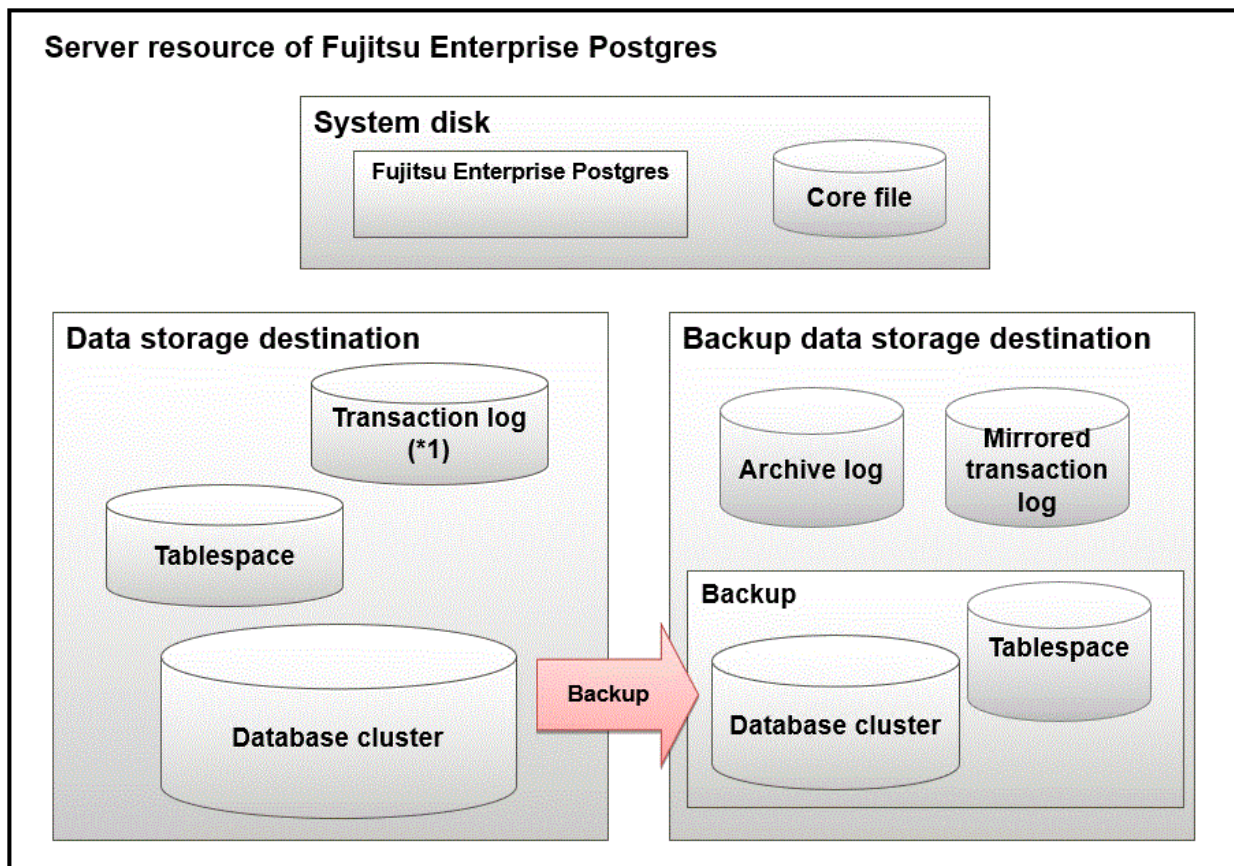 Server resource of Fujitsu Enterprise Postgres
System disk
Fujitsu Enterprise Postgres
Core file
Data storage destination
Transaction log
(*1)
Tablespace
Database cluster
Backup
Backup data storage destination
Archive log
Mirrored
transaction
log
Backup
Tablespace
Database cluster